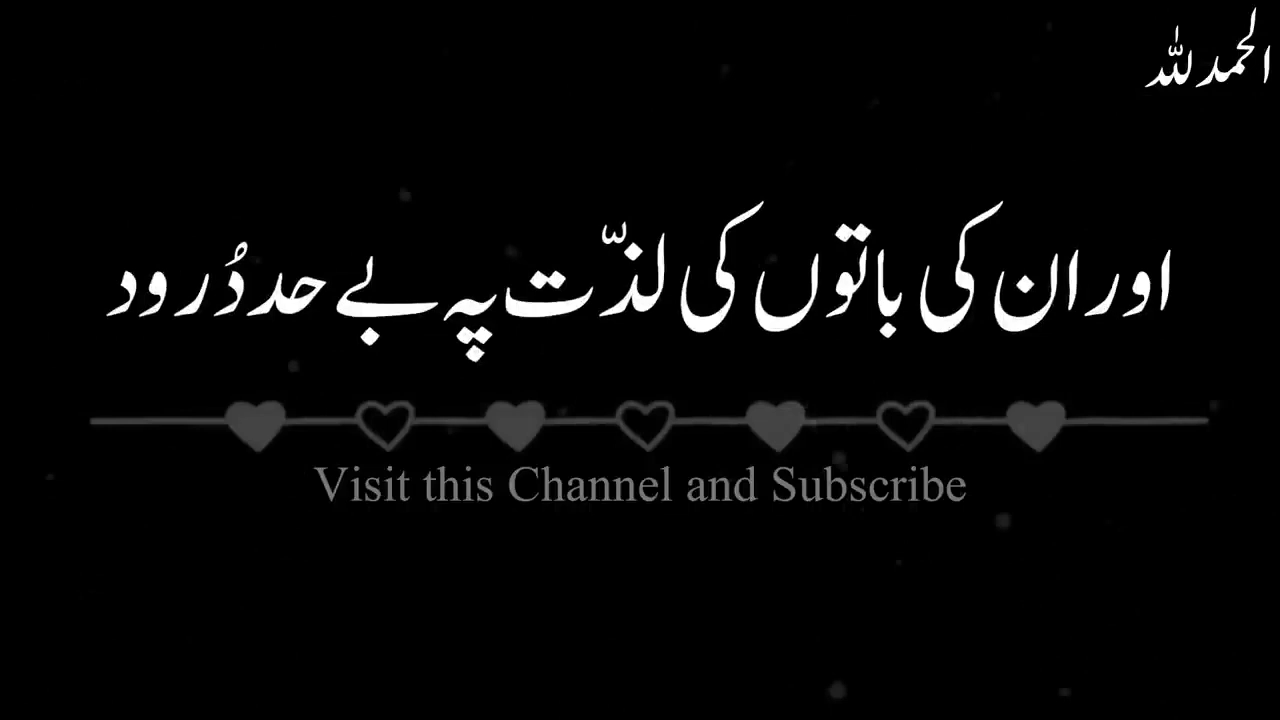 الحمدللہ
اور ان کی باتوں کی لذّت پہ بے حد دُرود
Visit this Channel and Subscribe